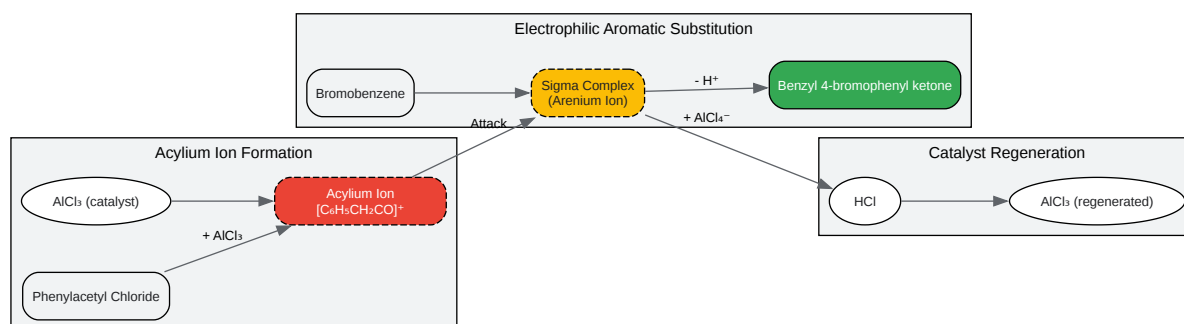 Electrophilic Aromatic Substitution
Bromobenzene
Sigma Complex
(Arenium Ion)
- H⁺
Benzyl 4-bromophenyl ketone
+ AlCl₄⁻
Attack
Acylium Ion Formation
AlCl₃ (catalyst)
Acylium Ion
[C₆H₅CH₂CO]⁺
+ AlCl₃
Phenylacetyl Chloride
Catalyst Regeneration
HCl
AlCl₃ (regenerated)